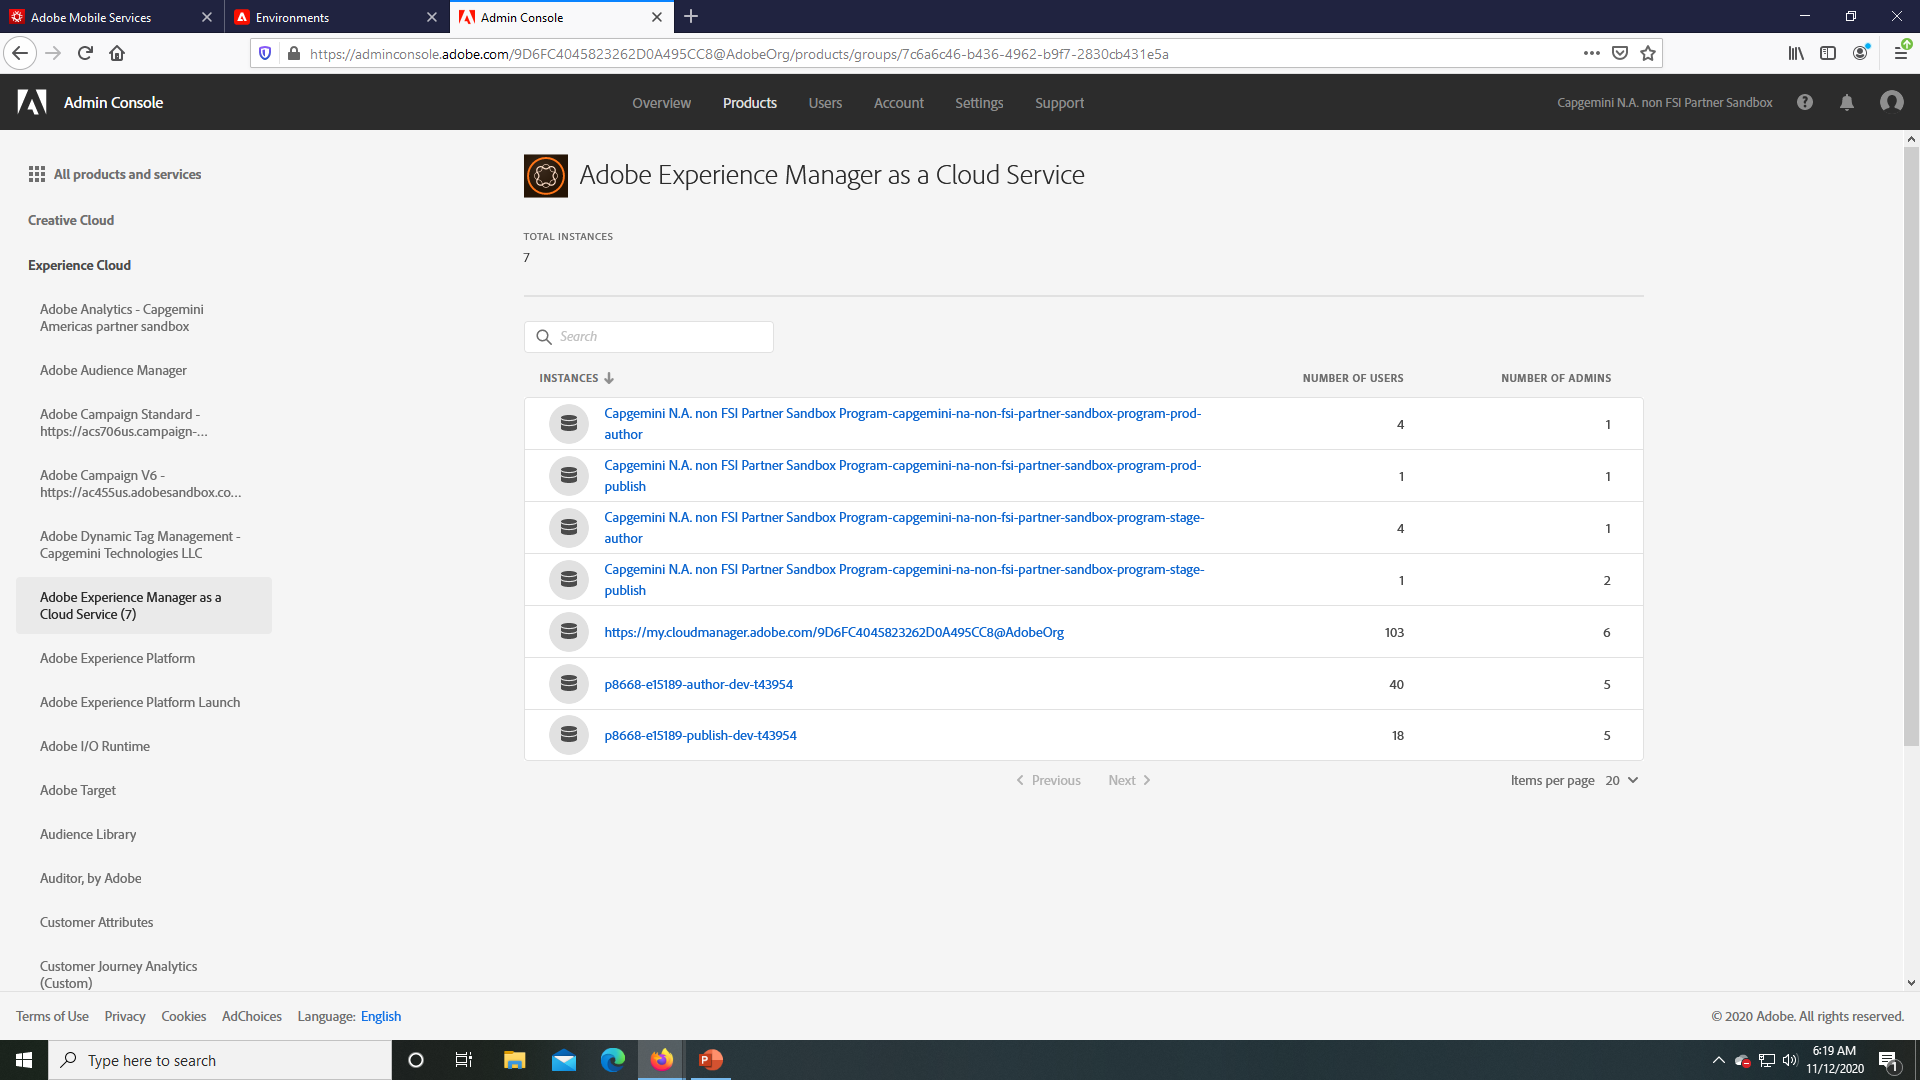 Adobe Mobile Services
Environments
Admin Console
https://adminconsole.adobe.com/9D6FC4045823262D0A495CC8@AdobeOrg/products/groups/7c6a6c46-b436-4962-b9f7-2830cb431e5a
Admin Console
Overview
Products
Users
Account
Settings
Support
Capgemini N.A. non FSI Partner Sandbox
All products and services
Creative Cloud
Experience Cloud
Adobe Analytics - Capgemini
Americas partner sandbox
Adobe Audience Manager
Adobe Campaign Standard -
https://acs706us.campaign-...
Adobe Campaign V6 -
https://ac455us.adobesandbox.co...
Adobe Dynamic Tag Management -
Capgemini Technologies LLC
Adobe Experience Manager as a
Cloud Service (7)
Adobe Experience Platform
Adobe Experience Platform Launch
Adobe I/O Runtime
Adobe Target
Audience Library
Auditor, by Adobe
Customer Attributes
Customer Journey Analytics
(Custom)
Adobe Experience Manager as a Cloud Service
TOTAL INSTANCES
7
Search
INSTANCES NUMBER OF USERS NUMBER OF ADMINS
Capgemini N.A. non FSI Partner Sandbox Program-capgemini-na-non-fsi-partner-sandbox-program-prod-
author 4 1
Capgemini N.A. non FSI Partner Sandbox Program-capgemini-na-non-fsi-partner-sandbox-program-prod-
publish 1 1
Capgemini N.A. non FSI Partner Sandbox Program-capgemini-na-non-fsi-partner-sandbox-program-stage-
author 4 1
Capgemini N.A. non FSI Partner Sandbox Program-capgemini-na-non-fsi-partner-sandbox-program-stage-
publish 1 2
https://my.cloudmanager.adobe.com/9D6FC4045823262D0A495CC8@AdobeOrg 103 6
p8668-e15189-author-dev-t43954 40 5
p8668-e15189-publish-dev-t43954 18 5
Previous Next Items per page 20
Terms of Use Privacy Cookies AdChoices Language: English
© 2020 Adobe. All rights reserved.
Type here to search
6:19 AM
11/12/2020
1